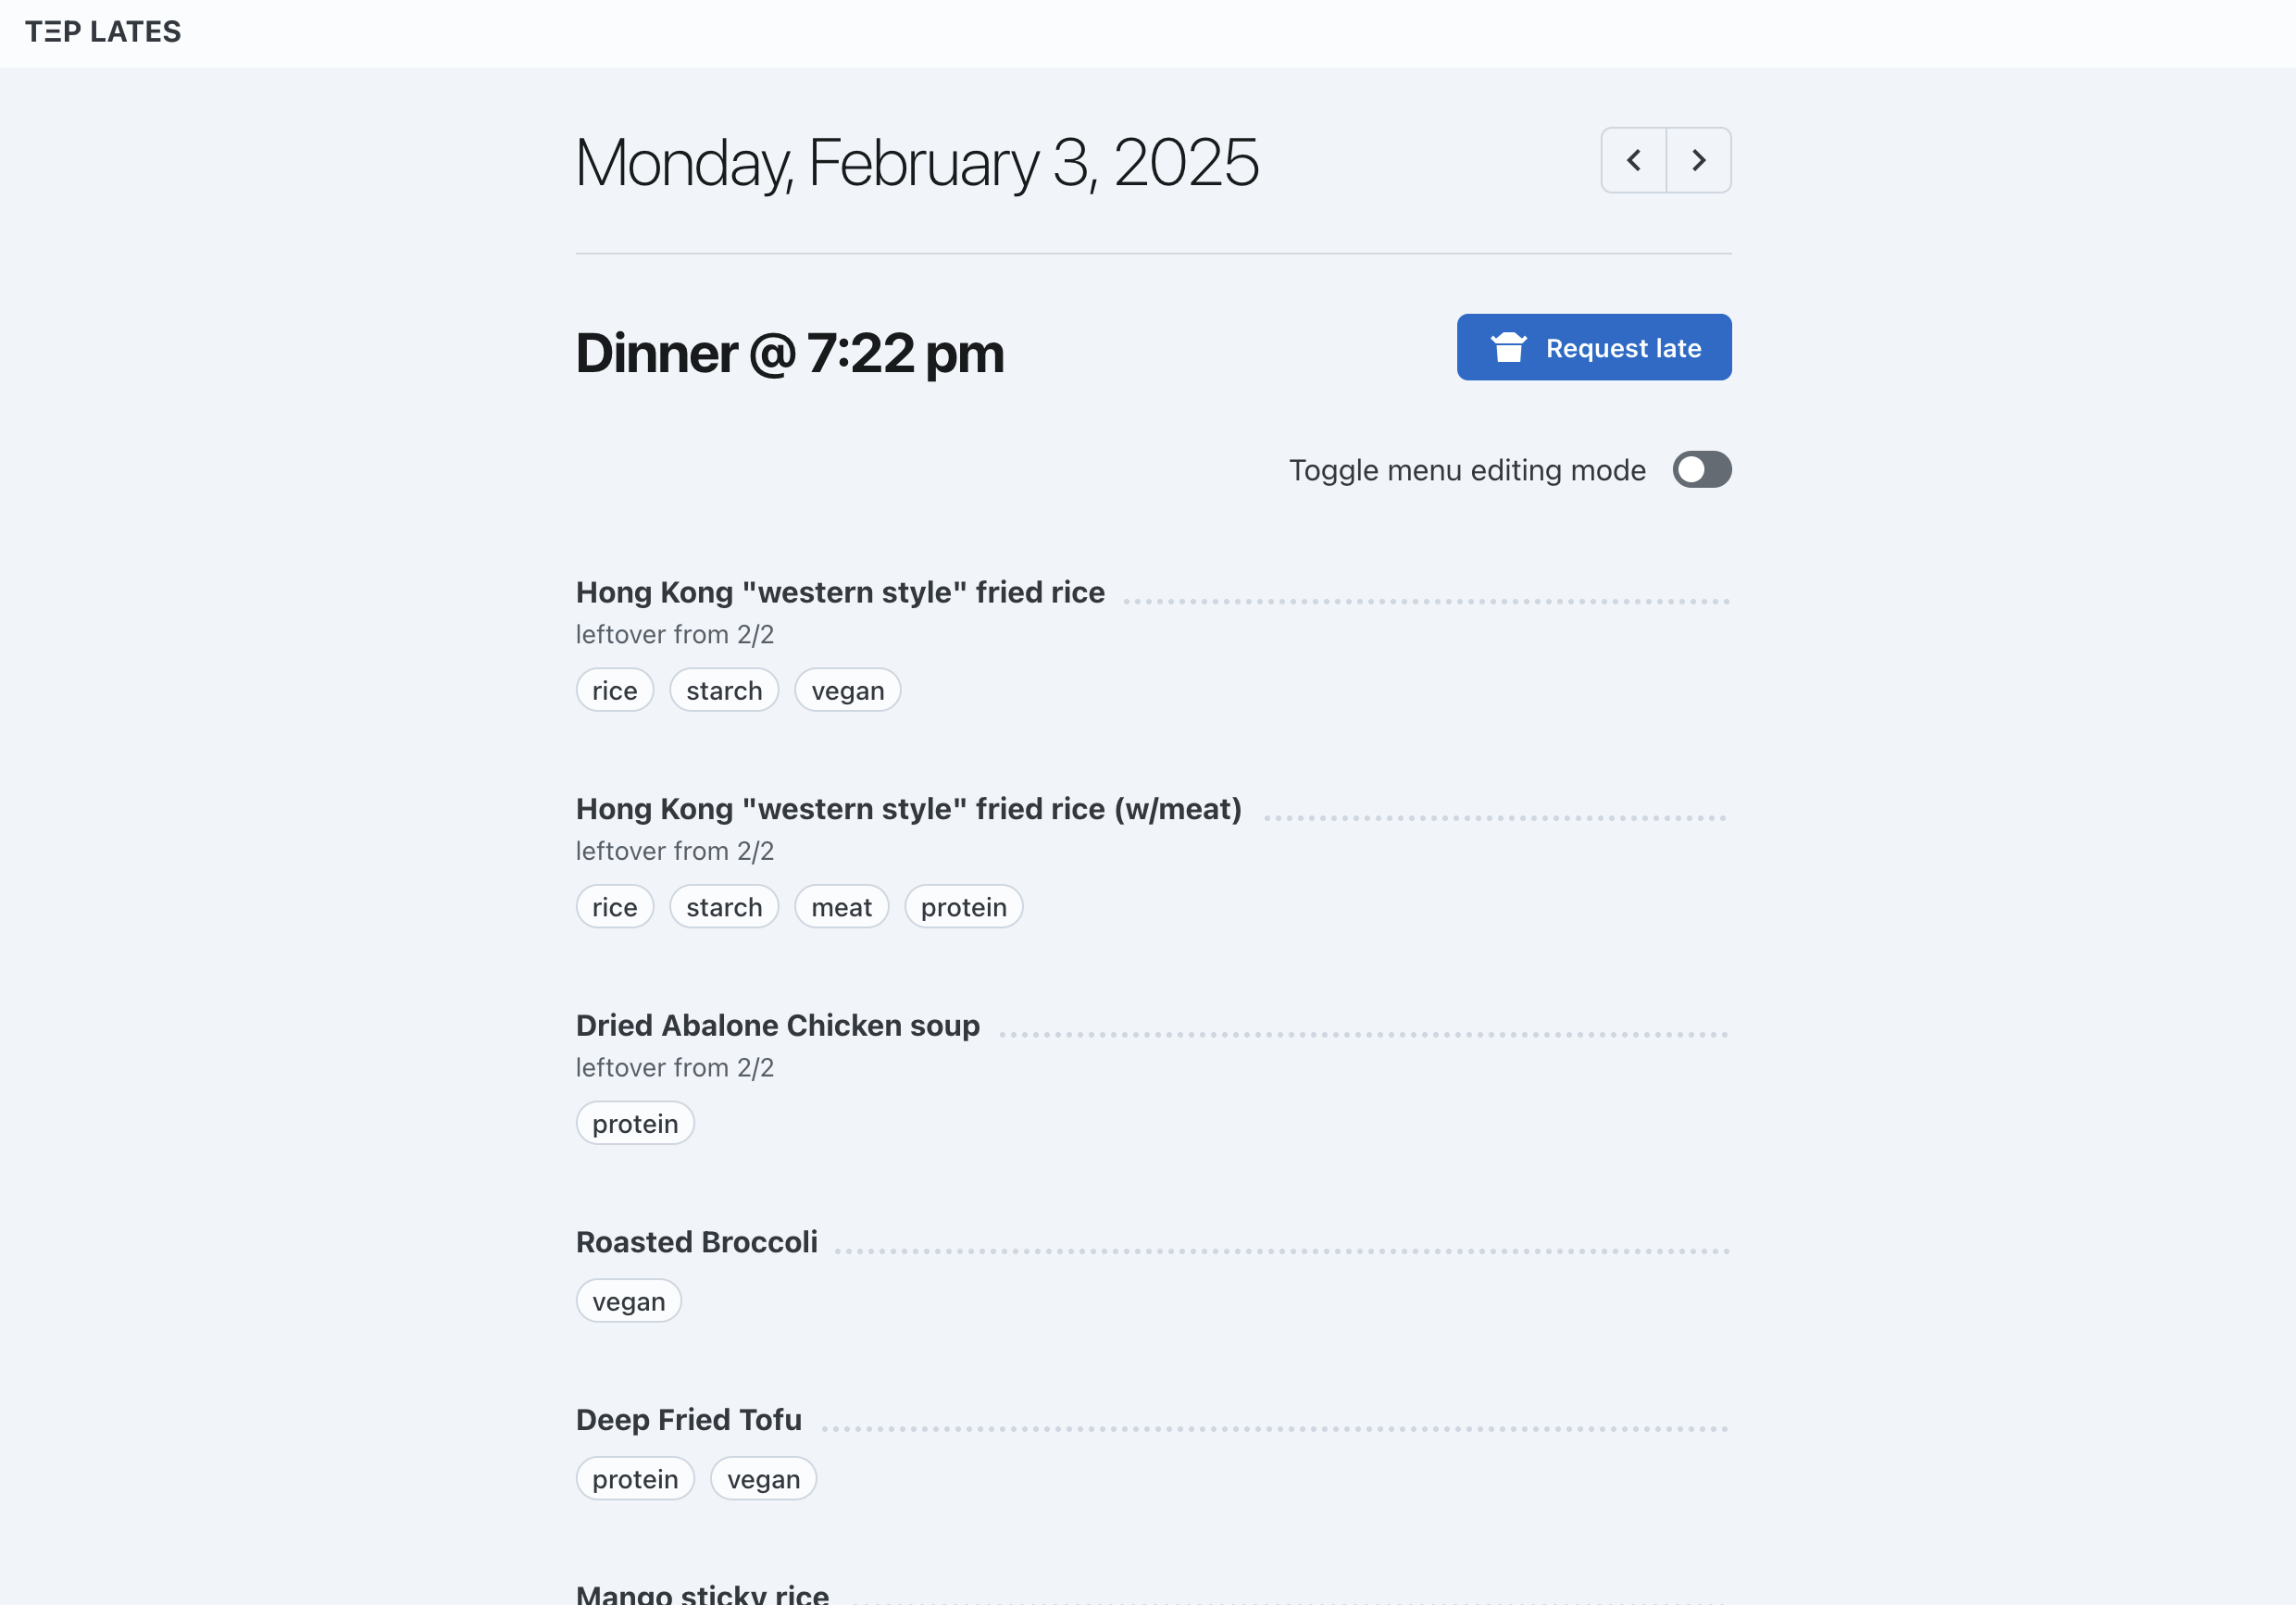 TΞP LATES
Monday, February 3, 2025
Dinner @ 7:22 pm
Request late
Toggle menu editing mode
Hong Kong "western style" fried rice
leftover from 2/2
rice starch vegan
Hong Kong "western style" fried rice (w/meat)
leftover from 2/2
rice starch meat protein
Dried Abalone Chicken soup
leftover from 2/2
protein
Roasted Broccoli
vegan
Deep Fried Tofu
protein vegan
Mango sticky rice